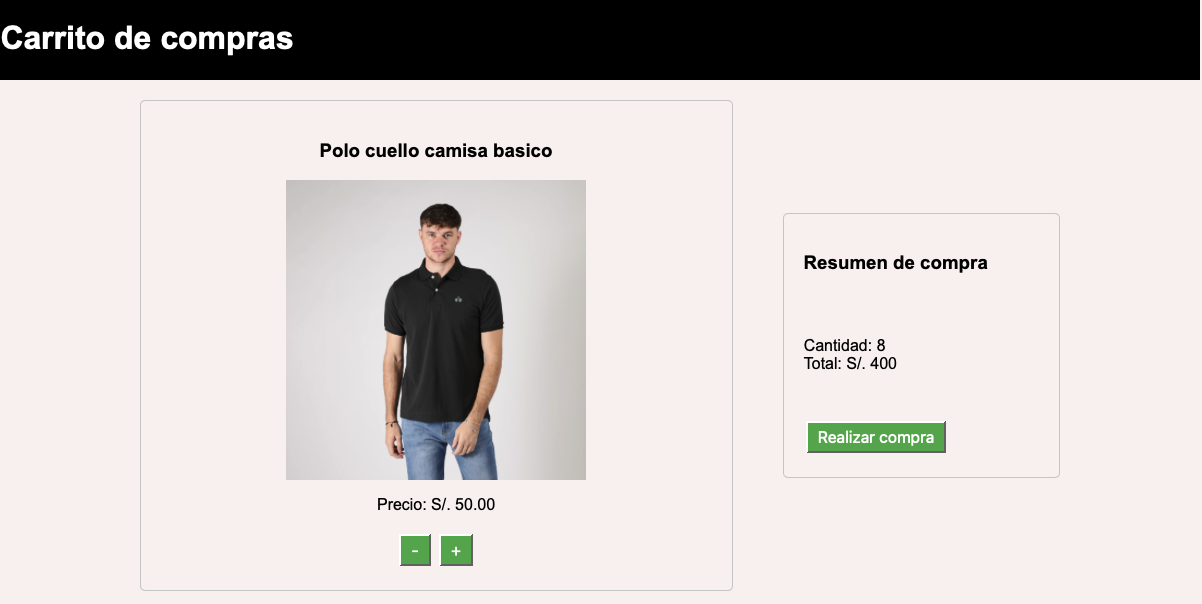 Carrito de compras
Polo cuello camisa basico
Precio: S/. 50.00
- +
Resumen de compra
Cantidad: 8
Total: S/. 400
Realizar compra